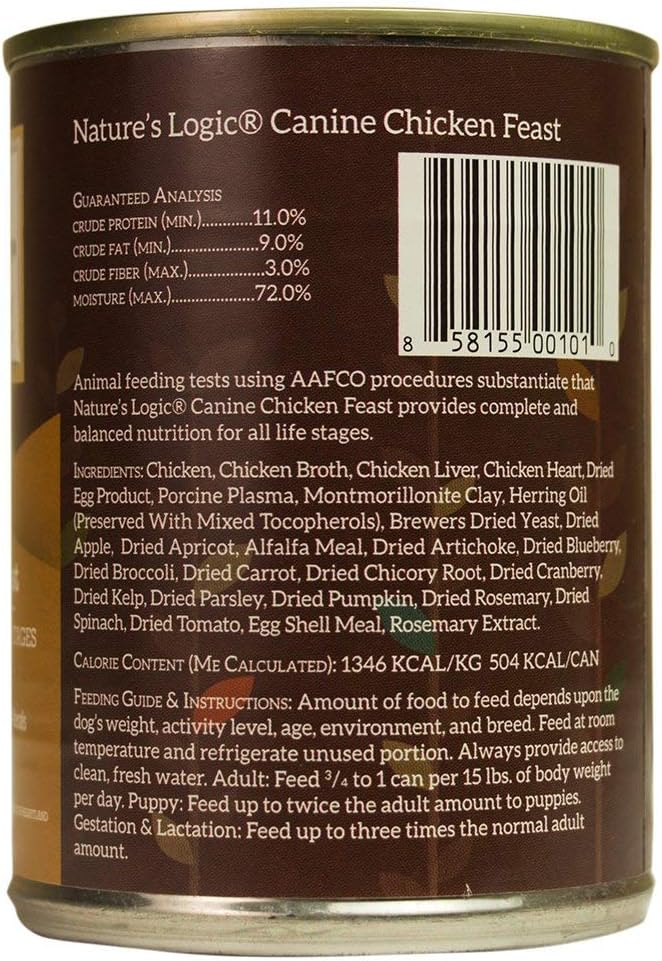 Nature's Logic® Canine Chicken Feast
Guaranteed Analysis
crude protein (min.)............11.0%
crude fat (min.)....................9.0%
crude fiber (max.)................3.0%
moisture (max.)..................72.0%
8 58155 00101 0
Animal feeding tests using AAFCO procedures substantiate that
Nature's Logic® Canine Chicken Feast provides complete and
balanced nutrition for all life stages.
Ingredients: Chicken, Chicken Broth, Chicken Liver, Chicken Heart, Dried
Egg Product, Porcine Plasma, Montmorillonite Clay, Herring Oil
(Preserved With Mixed Tocopherols), Brewers Dried Yeast, Dried
Apple, Dried Apricot, Alfalfa Meal, Dried Artichoke, Dried Blueberry,
Dried Broccoli, Dried Carrot, Dried Chicory Root, Dried Cranberry,
Dried Kelp, Dried Parsley, Dried Pumpkin, Dried Rosemary, Dried
Spinach, Dried Tomato, Egg Shell Meal, Rosemary Extract.
Calorie Content (Me Calculated): 1346 KCAL/KG 504 KCAL/CAN
Feeding Guide & Instructions: Amount of food to feed depends upon the
dog's weight, activity level, age, environment, and breed. Feed at room
temperature and refrigerate unused portion. Always provide access to
clean, fresh water. Adult: Feed 3/4 to 1 can per 15 lbs. of body weight
per day. Puppy: Feed up to twice the adult amount to puppies.
Gestation & Lactation: Feed up to three times the normal adult
amount.